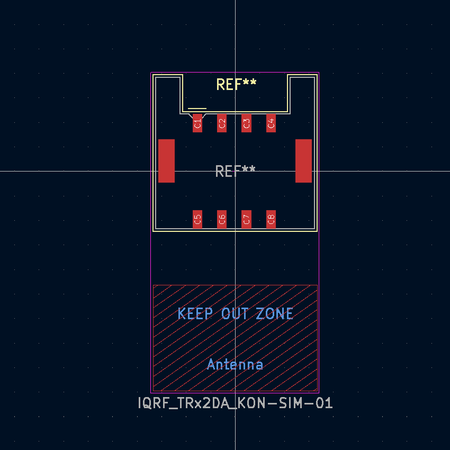 REF**
C1 C2 C3 C4
REF**
C5 C6 C7 C8
KEEP OUT ZONE
Antenna
IQRF_TRx2DA_KON-SIM-01